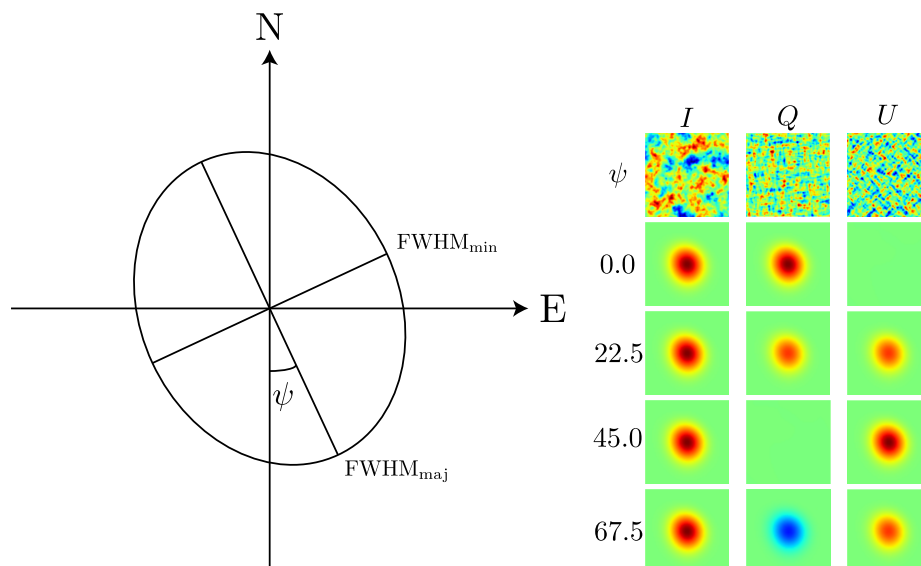 N
E
FWHM_min
ψ
FWHM_maj
I Q U
ψ
0.0
22.5
45.0
67.5